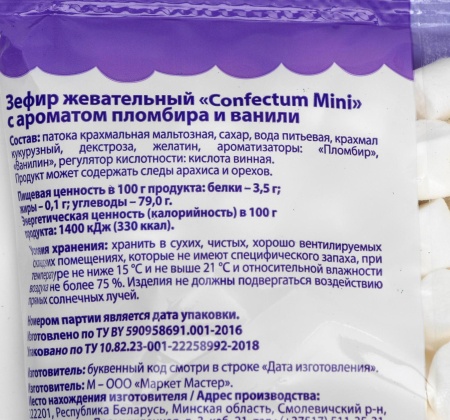 Зефир жевательный «Confectum Mini»
с ароматом пломбира и ванили
Состав: патока крахмальная мальтозная, сахар, вода питьевая, крахмал
кукурузный, декстроза, желатин, ароматизаторы: «Пломбир»,
«Ванилин», регулятор кислотности: кислота винная.
Продукт может содержать следы арахиса и орехов.
Пищевая ценность в 100 г продукта: белки – 3,5 г;
жиры – 0,1 г; углеводы – 79,0 г.
Энергетическая ценность (калорийность) в 100 г
продукта: 1400 кДж (330 ккал).
Условия хранения: хранить в сухих, чистых, хорошо вентилируемых
складских помещениях, которые не имеют специфического запаха, при
температуре не ниже 15 °С и не выше 21 °С и относительной влажности
воздуха не более 75 %. Изделия не должны подвергаться воздействию
прямых солнечных лучей.
Номером партии является дата упаковки.
Изготовлено по ТУ BY 590958691.001-2016
Упаковано по ТУ 10.82.23-001-22258992-2018
Изготовитель: буквенный код смотри в строке «Дата изготовления».
Изготовитель: М – ООО «Маркет Мастер».
Место нахождения изготовителя / Адрес производства:
22201, Республика Беларусь, Минская область, Смолевичский р-н,